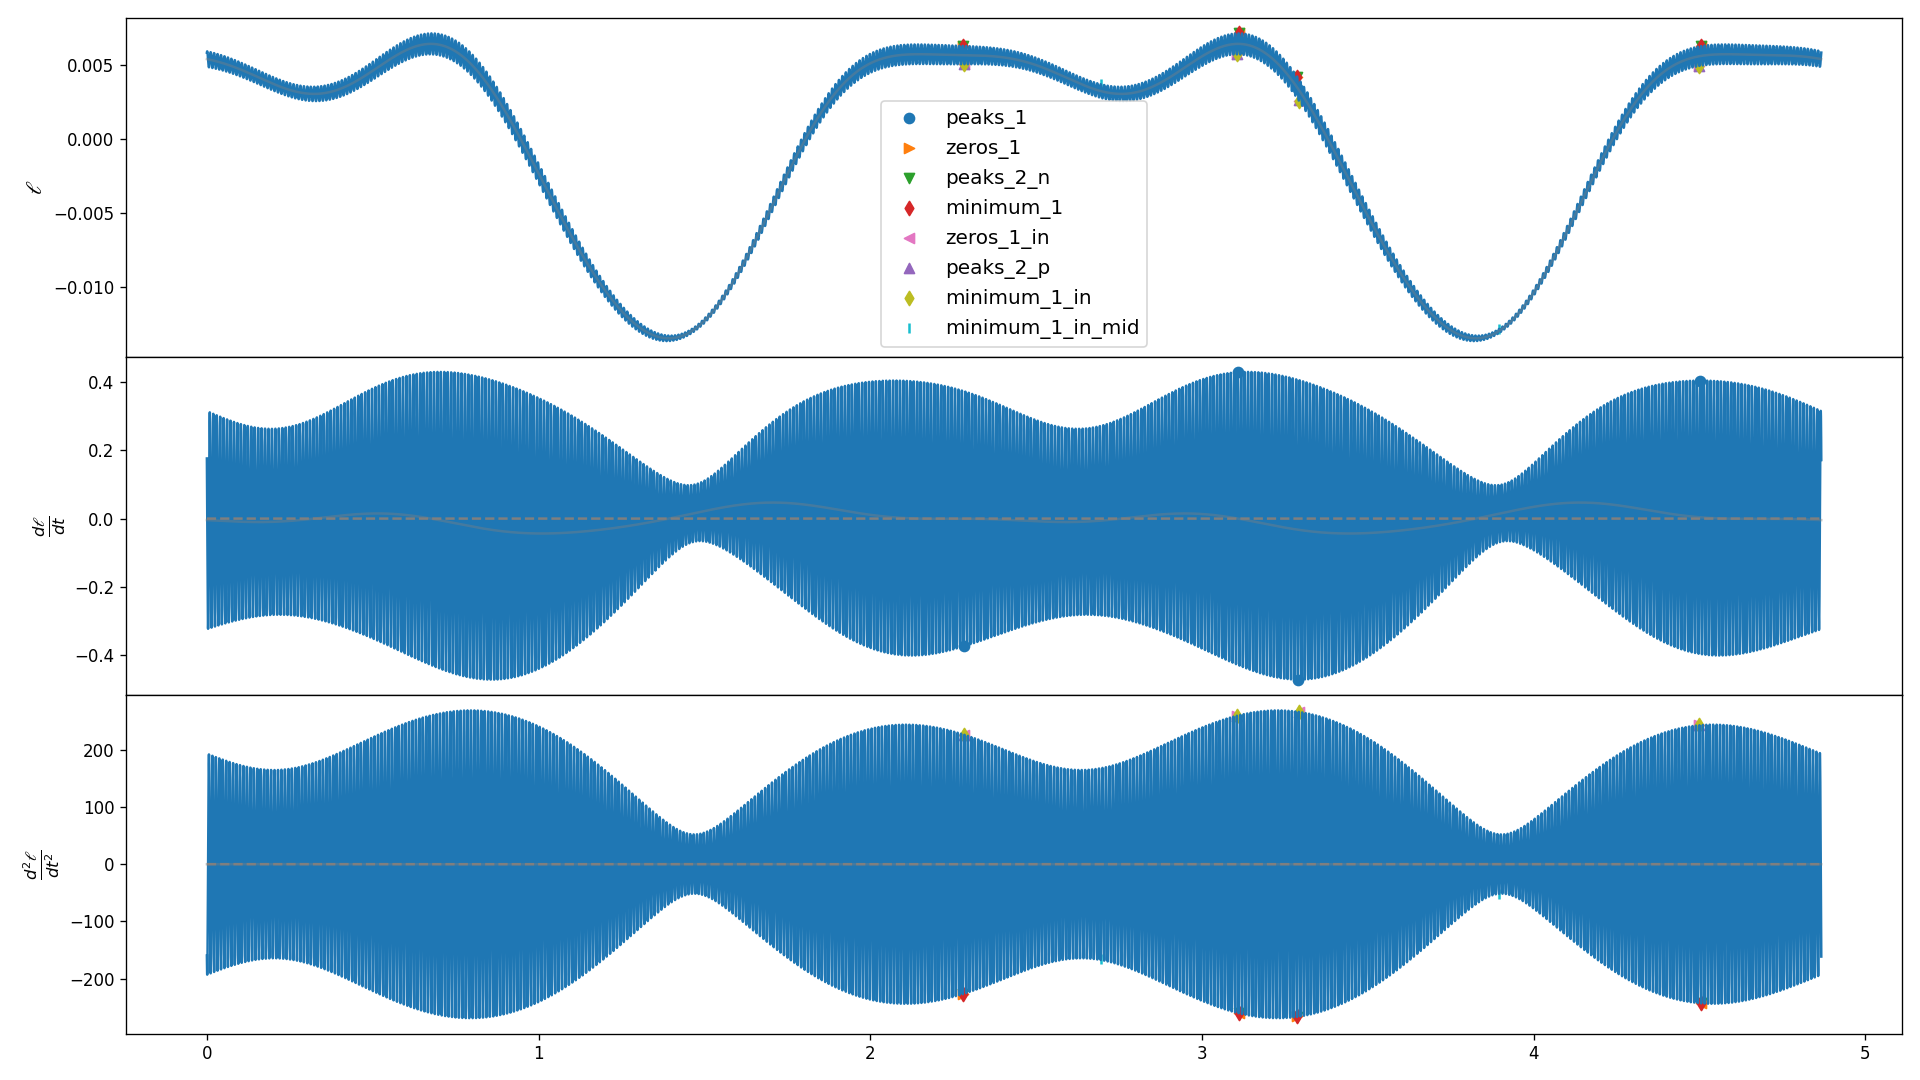 0.005
0.000
−0.005
−0.010
ℓ
peaks_1
zeros_1
peaks_2_n
minimum_1
zeros_1_in
peaks_2_p
minimum_1_in
minimum_1_in_mid
0.4
0.2
0.0
−0.2
−0.4
dℓ
dt
200
100
0
−100
−200
d²ℓ
dt²
0 1 2 3 4 5